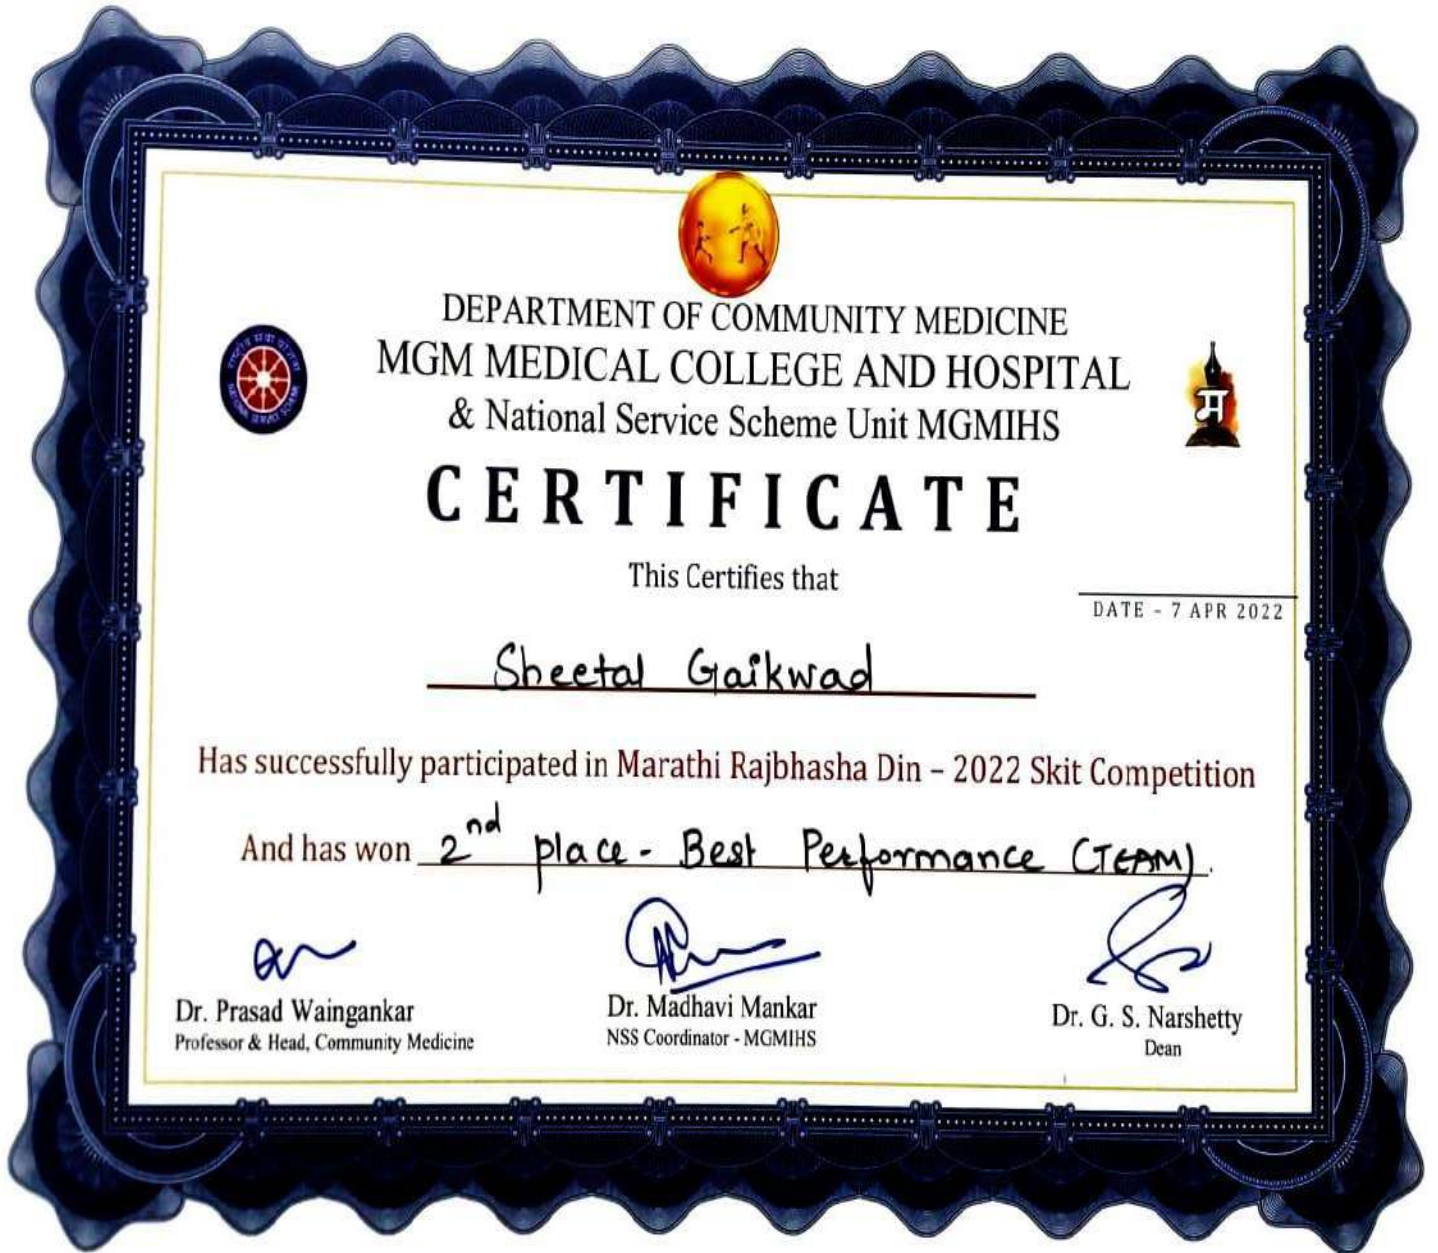 DEPARTMENT OF COMMUNITY MEDICINE
MGM MEDICAL COLLEGE AND HOSPITAL
& National Service Scheme Unit MGMIHS
म
CERTIFICATE
This Certifies that
DATE - 7 APR 2022
Sheetal Gaikwad
Has successfully participated in Marathi Rajbhasha Din – 2022 Skit Competition
And has won 2nd place - Best Performance (TEAM).
Dr. Prasad Waingankar
Professor & Head, Community Medicine
Dr. Madhavi Mankar
NSS Coordinator - MGMIHS
Dr. G. S. Narshetty
Dean